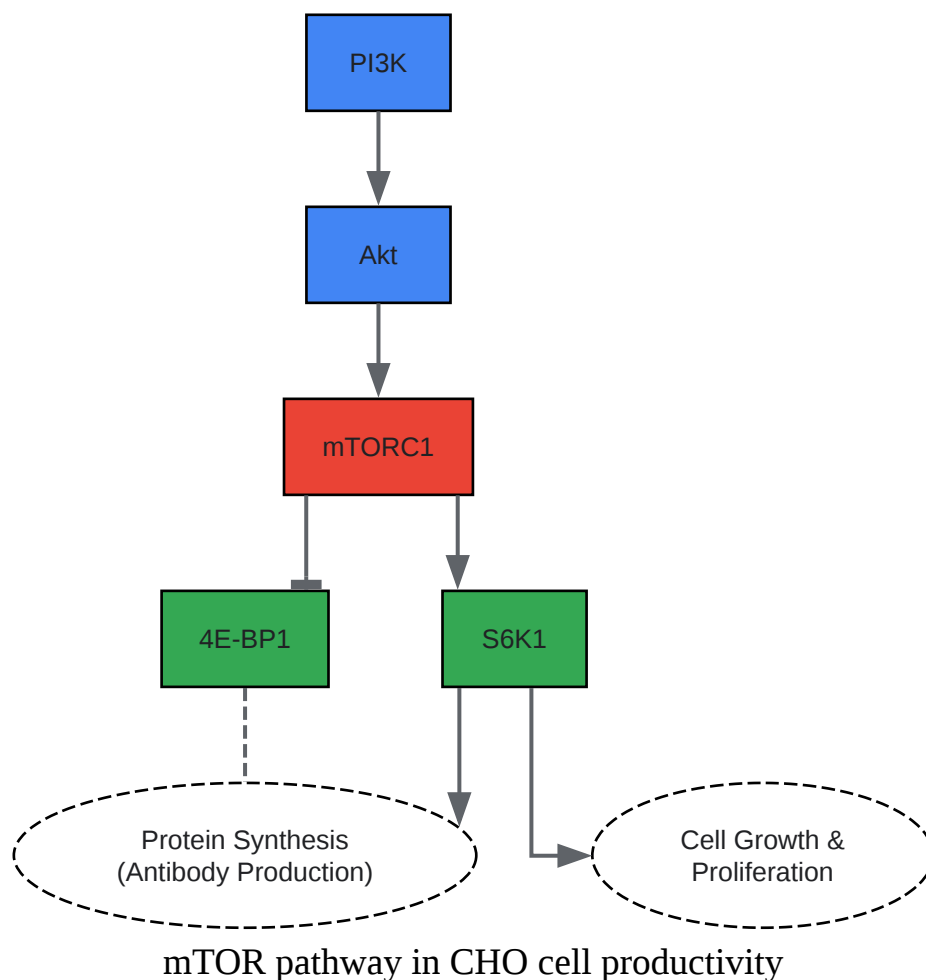 PI3K
Akt
mTORC1
4E-BP1
S6K1
Protein Synthesis
(Antibody Production)
Cell Growth &
Proliferation
mTOR pathway in CHO cell productivity